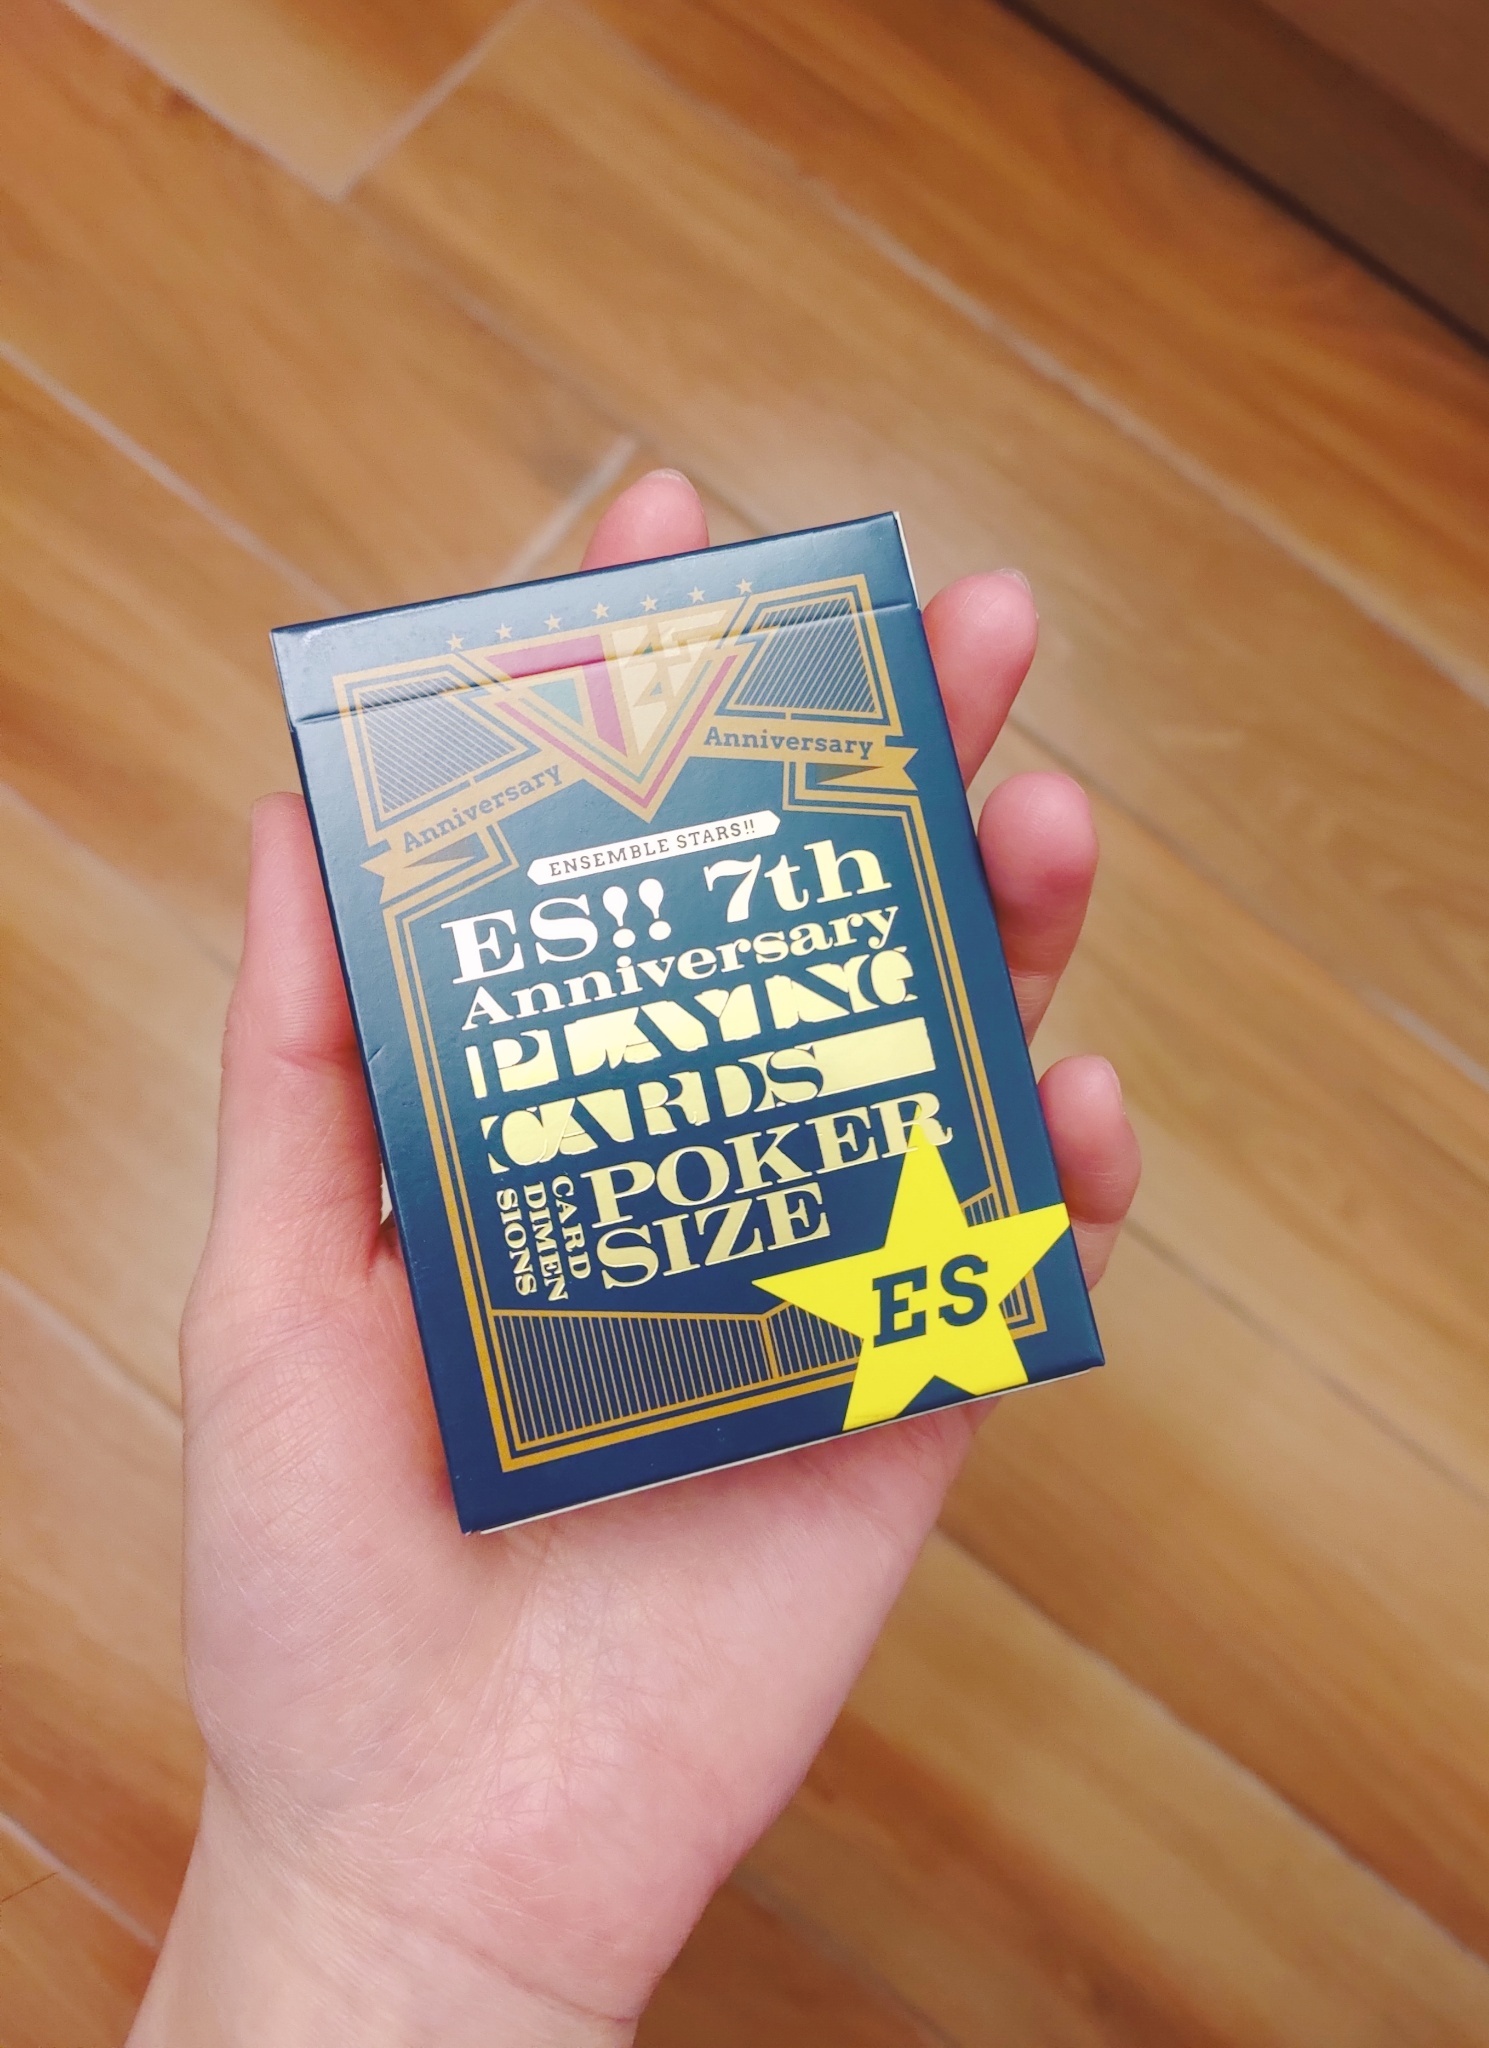 Anniversary
Anniversary
ENSEMBLE STARS!!
ES!! 7th
Anniversary
PLAYING
CARDS
CARD
DIMEN
SIONS
POKER
SIZE
ES